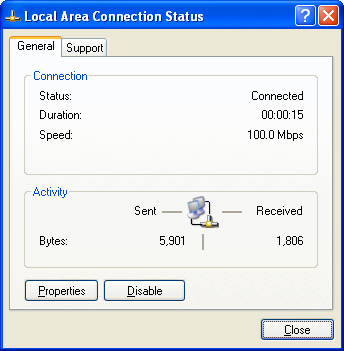 Local Area Connection Status
General Support
Connection
Status: Connected
Duration: 00:00:15
Speed: 100.0 Mbps
Activity
Sent Received
Bytes: 5,901 1,806
Properties Disable
Close